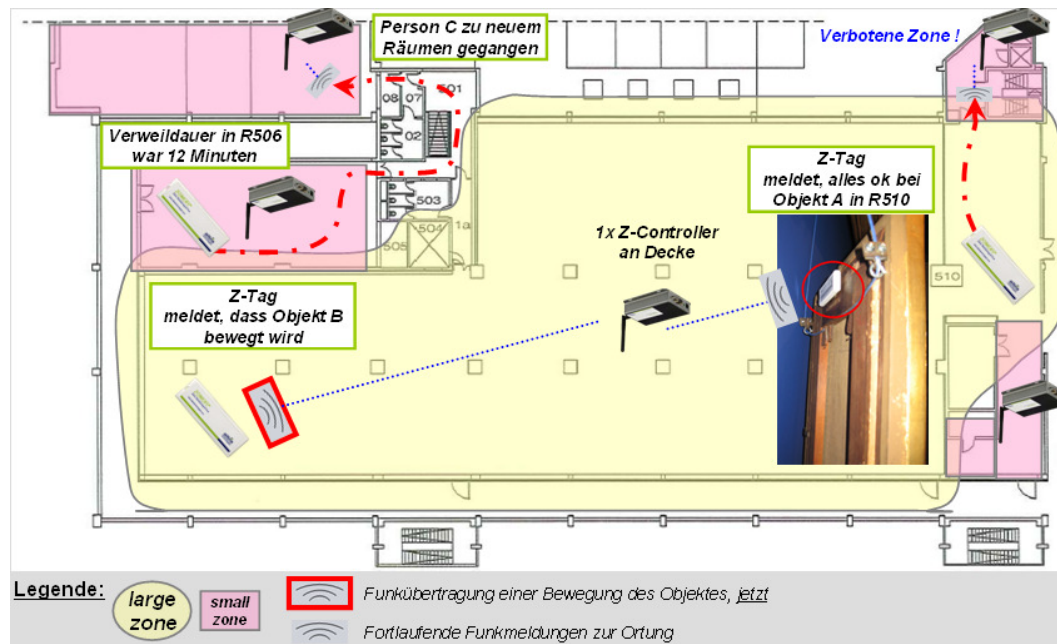 Person C zu neuem
Räumen gegangen
Verbotene Zone !
08
07
501
02
Verweildauer in R506
war 12 Minuten
Z-Tag
meldet, alles ok bei
Objekt A in R510
503
504
505
1a
1x Z-Controller
an Decke
510
Z-Tag
meldet, dass Objekt B
bewegt wird
Legende:
large
zone
small
zone
Funkübertragung einer Bewegung des Objektes, jetzt
Fortlaufende Funkmeldungen zur Ortung